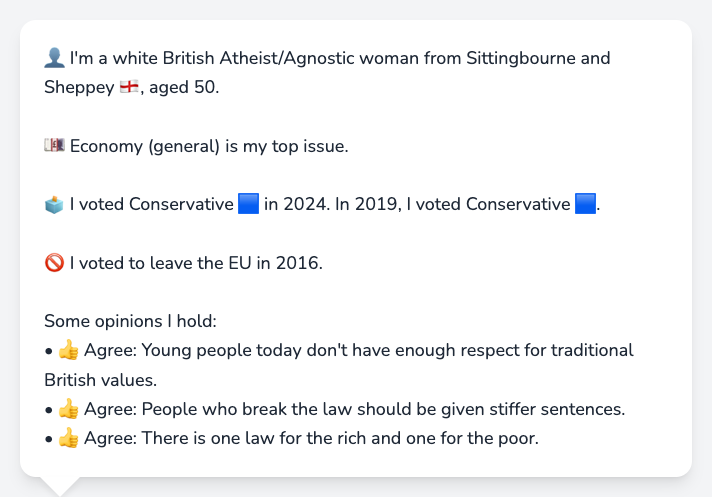 👤 I'm a white British Atheist/Agnostic woman from Sittingbourne and
Sheppey 🏴󠁧󠁢󠁥󠁮󠁧󠁿, aged 50.
💷 Economy (general) is my top issue.
🗳️ I voted Conservative 🟦 in 2024. In 2019, I voted Conservative 🟦.
🚫 I voted to leave the EU in 2016.
Some opinions I hold:
• 👍 Agree: Young people today don't have enough respect for traditional
British values.
• 👍 Agree: People who break the law should be given stiffer sentences.
• 👍 Agree: There is one law for the rich and one for the poor.